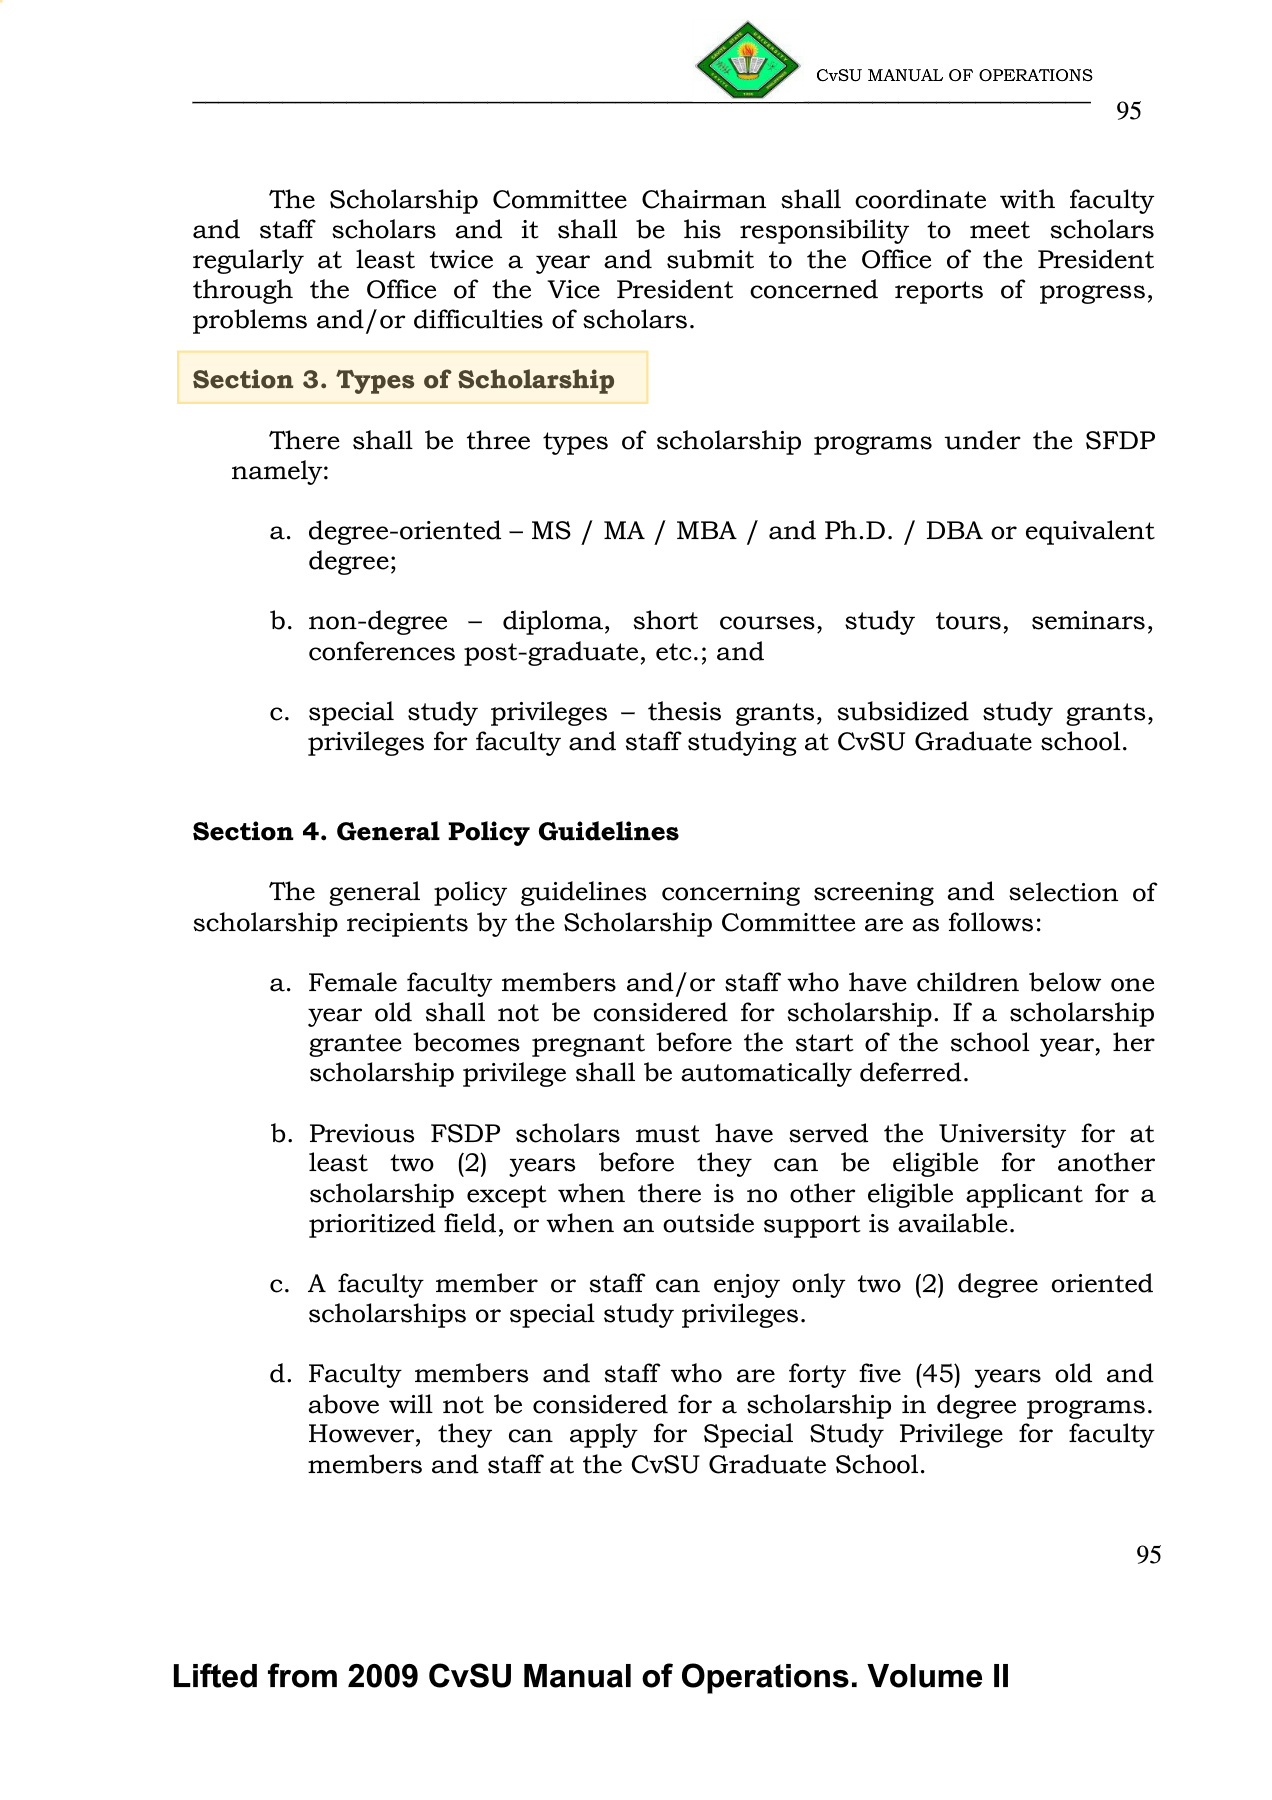 CvSU MANUAL OF OPERATIONS
95
The Scholarship Committee Chairman shall coordinate with faculty
and staff scholars and it shall be his responsibility to meet scholars
regularly at least twice a year and submit to the Office of the President
through the Office of the Vice President concerned reports of progress,
problems and/or difficulties of scholars.
Section 3. Types of Scholarship
There shall be three types of scholarship programs under the SFDP
namely:
a. degree-oriented – MS / MA / MBA / and Ph.D. / DBA or equivalent
degree;
b. non-degree – diploma, short courses, study tours, seminars,
conferences post-graduate, etc.; and
c. special study privileges – thesis grants, subsidized study grants,
privileges for faculty and staff studying at CvSU Graduate school.
Section 4. General Policy Guidelines
The general policy guidelines concerning screening and selection of
scholarship recipients by the Scholarship Committee are as follows:
a. Female faculty members and/or staff who have children below one
year old shall not be considered for scholarship. If a scholarship
grantee becomes pregnant before the start of the school year, her
scholarship privilege shall be automatically deferred.
b. Previous FSDP scholars must have served the University for at
least two (2) years before they can be eligible for another
scholarship except when there is no other eligible applicant for a
prioritized field, or when an outside support is available.
c. A faculty member or staff can enjoy only two (2) degree oriented
scholarships or special study privileges.
d. Faculty members and staff who are forty five (45) years old and
above will not be considered for a scholarship in degree programs.
However, they can apply for Special Study Privilege for faculty
members and staff at the CvSU Graduate School.
95
Lifted from 2009 CvSU Manual of Operations. Volume II